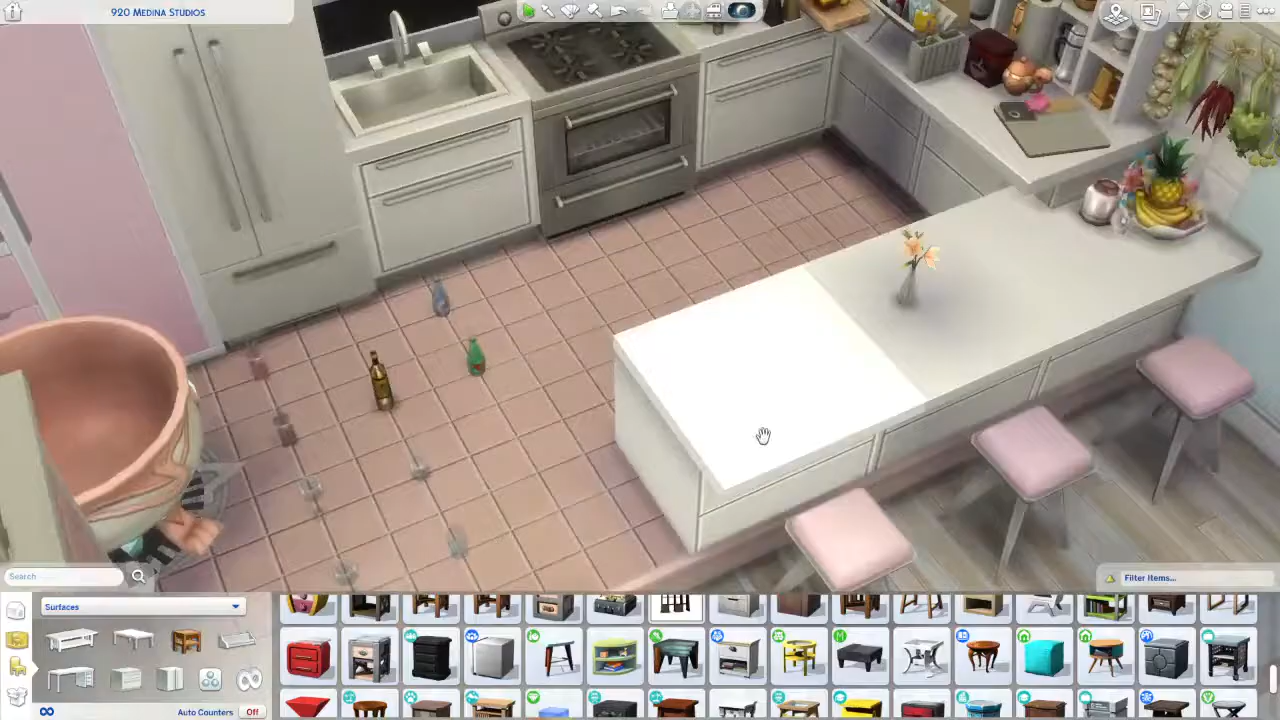 920 MEDINA STUDIOS
Search
Filter Items...
Surfaces
Auto Counters Off